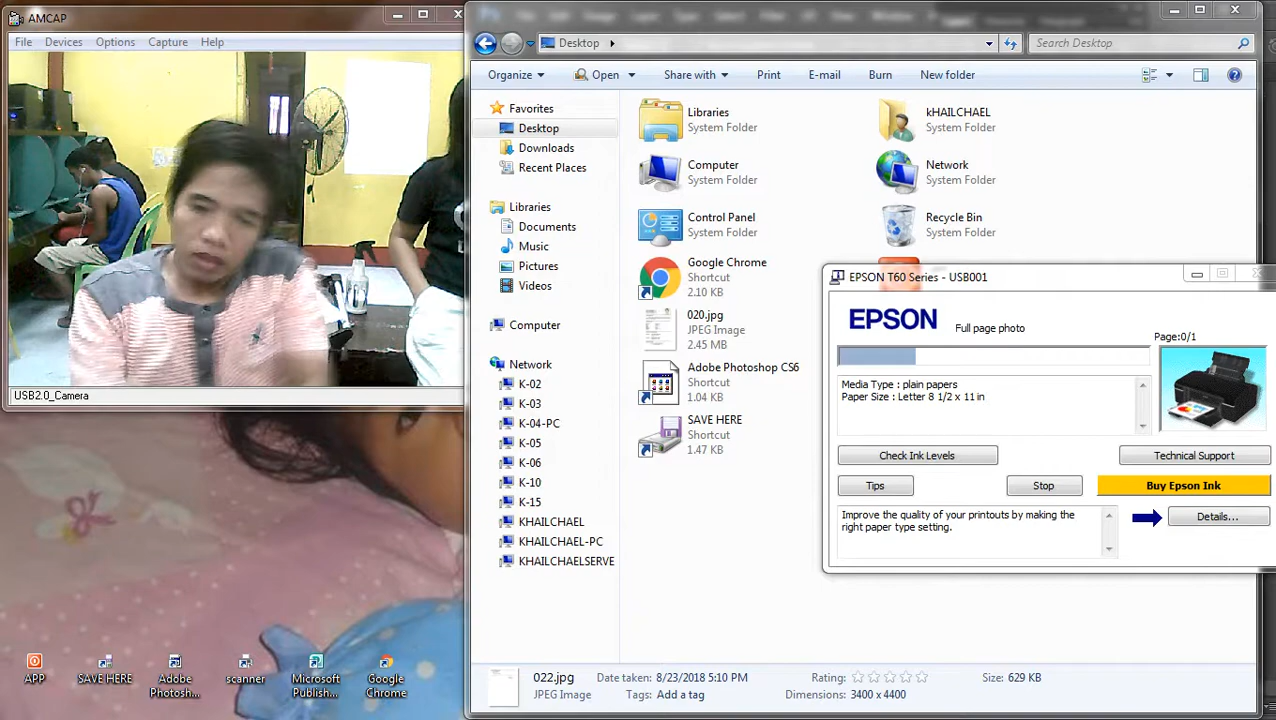 AMCAP
File Devices Options Capture Help
USB2.0_Camera
APP
SAVE HERE
Adobe
Photosh...
scanner
Microsoft
Publish...
Google
Chrome
Desktop
Search Desktop
Organize Open Share with Print E-mail Burn New folder
Favorites
Desktop
Downloads
Recent Places
Libraries
Documents
Music
Pictures
Videos
Computer
Network
K-02
K-03
K-04-PC
K-05
K-06
K-10
K-15
KHAILCHAEL
KHAILCHAEL-PC
KHAILCHAELSERVE
Libraries
System Folder
kHAILCHAEL
System Folder
Computer
System Folder
Network
System Folder
Control Panel
System Folder
Recycle Bin
System Folder
Google Chrome
Shortcut
2.10 KB
020.jpg
JPEG Image
2.45 MB
Adobe Photoshop CS6
Shortcut
1.04 KB
SAVE HERE
Shortcut
1.47 KB
EPSON T60 Series - USB001
EPSON Full page photo
Page:0/1
Media Type : plain papers
Paper Size : Letter 8 1/2 x 11 in
Check Ink Levels
Technical Support
Tips
Stop
Buy Epson Ink
Improve the quality of your printouts by making the
right paper type setting.
Details...
022.jpg Date taken: 8/23/2018 5:10 PM Rating: Size: 629 KB
JPEG Image Tags: Add a tag Dimensions: 3400 x 4400